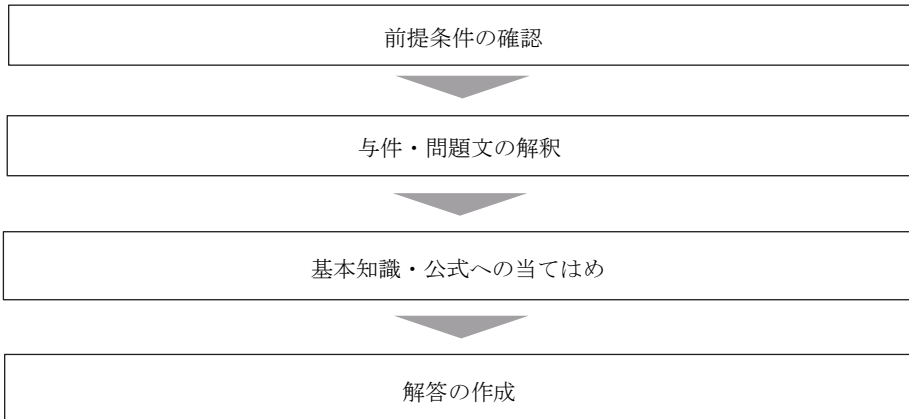 前提条件の確認
与件・問題文の解釈
基本知識・公式への当てはめ
解答の作成